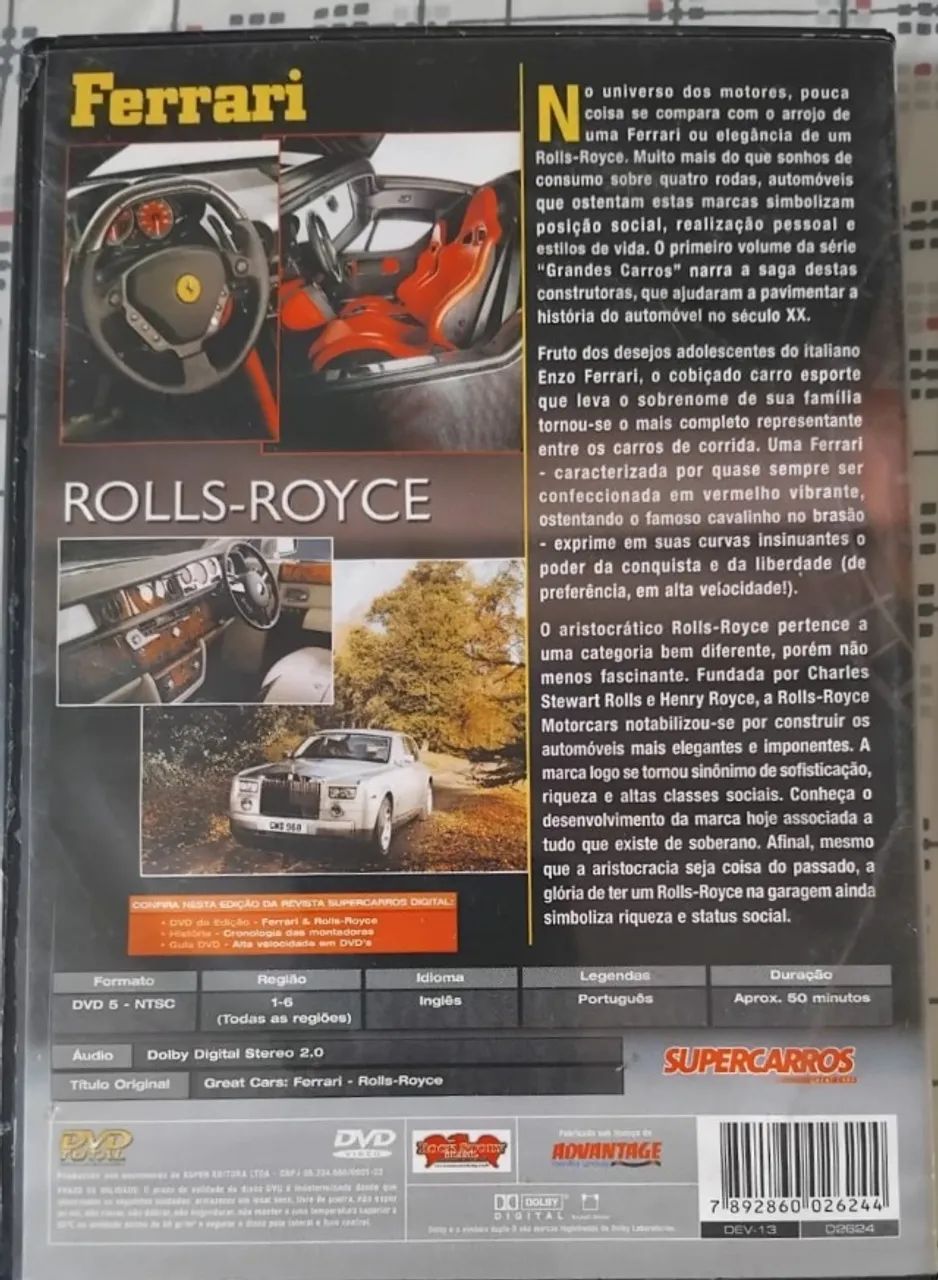 Ferrari
No universo dos motores, pouca
coisa se compara com o arrojo de
uma Ferrari ou elegância de um
Rolls-Royce. Muito mais do que sonhos de
consumo sobre quatro rodas, automóveis
que ostentam estas marcas simbolizam
posição social, realização pessoal e
estilos de vida. O primeiro volume da série
"Grandes Carros" narra a saga destas
construtoras, que ajudaram a pavimentar a
história do automóvel no século XX.
Fruto dos desejos adolescentes do italiano
Enzo Ferrari, o cobiçado carro esporte
que leva o sobrenome de sua família
tornou-se o mais completo representante
entre os carros de corrida. Uma Ferrari
- caracterizada por quase sempre ser
confeccionada em vermelho vibrante,
ostentando o famoso cavalinho no brasão
- exprime em suas curvas insinuantes o
poder da conquista e da liberdade (de
preferência, em alta velocidade!).
O aristocrático Rolls-Royce pertence a
uma categoria bem diferente, porém não
menos fascinante. Fundada por Charles
Stewart Rolls e Henry Royce, a Rolls-Royce
Motorcars notabilizou-se por construir os
automóveis mais elegantes e imponentes. A
marca logo se tornou sinônimo de sofisticação,
riqueza e altas classes sociais. Conheça o
desenvolvimento da marca hoje associada a
tudo que existe de soberano. Afinal, mesmo
que a aristocracia seja coisa do passado, a
glória de ter um Rolls-Royce na garagem ainda
simboliza riqueza e status social.
ROLLS-ROYCE
CONFIRA NESTA EDIÇÃO DA REVISTA SUPERCARROS DIGITAL:
• DVD da Edição - Ferrari & Rolls-Royce
• História - Cronologia das montadoras
• Guia DVD - Alta velocidade em DVD's
Formato Região Idioma Legendas Duração
DVD 5 - NTSC 1-6 Inglês Português Aprox. 50 minutos
(Todas as regiões)
Áudio Dolby Digital Stereo 2.0
Título Original Great Cars: Ferrari - Rolls-Royce
SUPERCARROS
GREAT CARS
DVD TOTAL
DVD VIDEO
ROCK STORY
Fabricado sob licença de
ADVANTAGE
DOLBY
DIGITAL
7 892860 026244
DEV-13 D2624